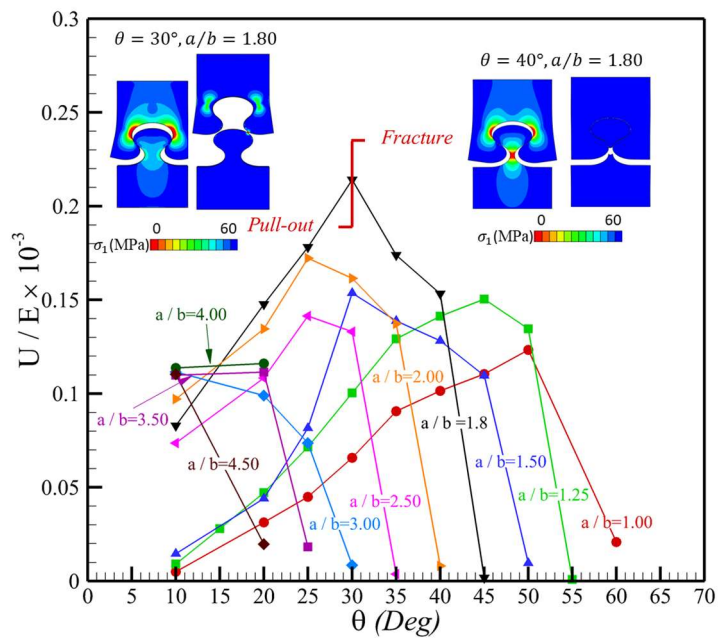 θ = 30°, a/b = 1.80
θ = 40°, a/b = 1.80
Fracture
Pull-out
0 60
σ₁(MPa)
0 60
σ₁(MPa)
a / b=4.00
a / b=3.50
a / b=4.50
a / b=3.00
a / b=2.50
a / b=2.00
a / b=1.8
a / b=1.50
a / b=1.25
a / b=1.00
U / E × 10⁻³
0.3
0.25
0.2
0.15
0.1
0.05
0
0 5 10 15 20 25 30 35 40 45 50 55 60 65 70
θ (Deg)